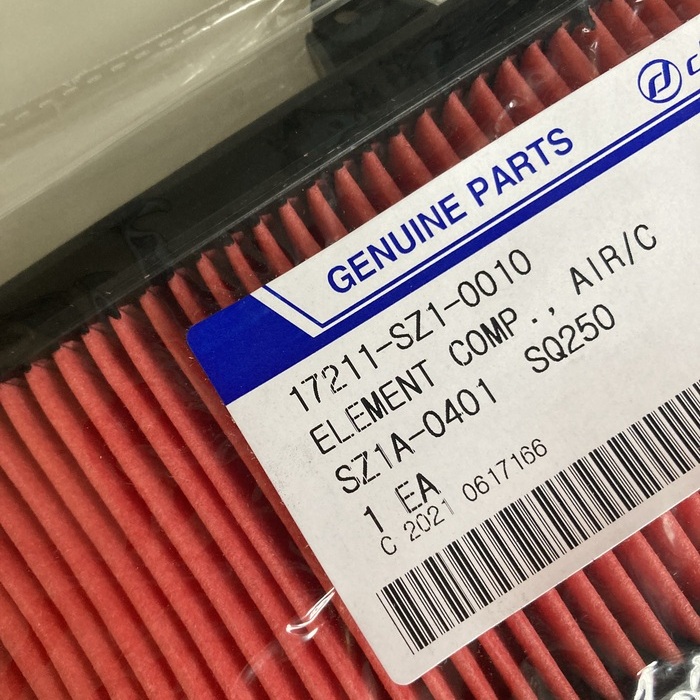 GENUINE PARTS
17211-SZ1-0010
ELEMENT COMP., AIR/C
SZ1A-0401 SQ250
1 EA
C 2021 0617166